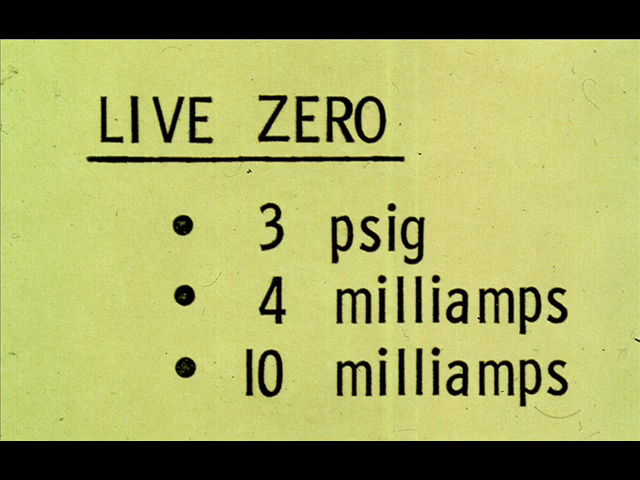 LIVE ZERO
• 3 psig
• 4 milliamps
• 10 milliamps